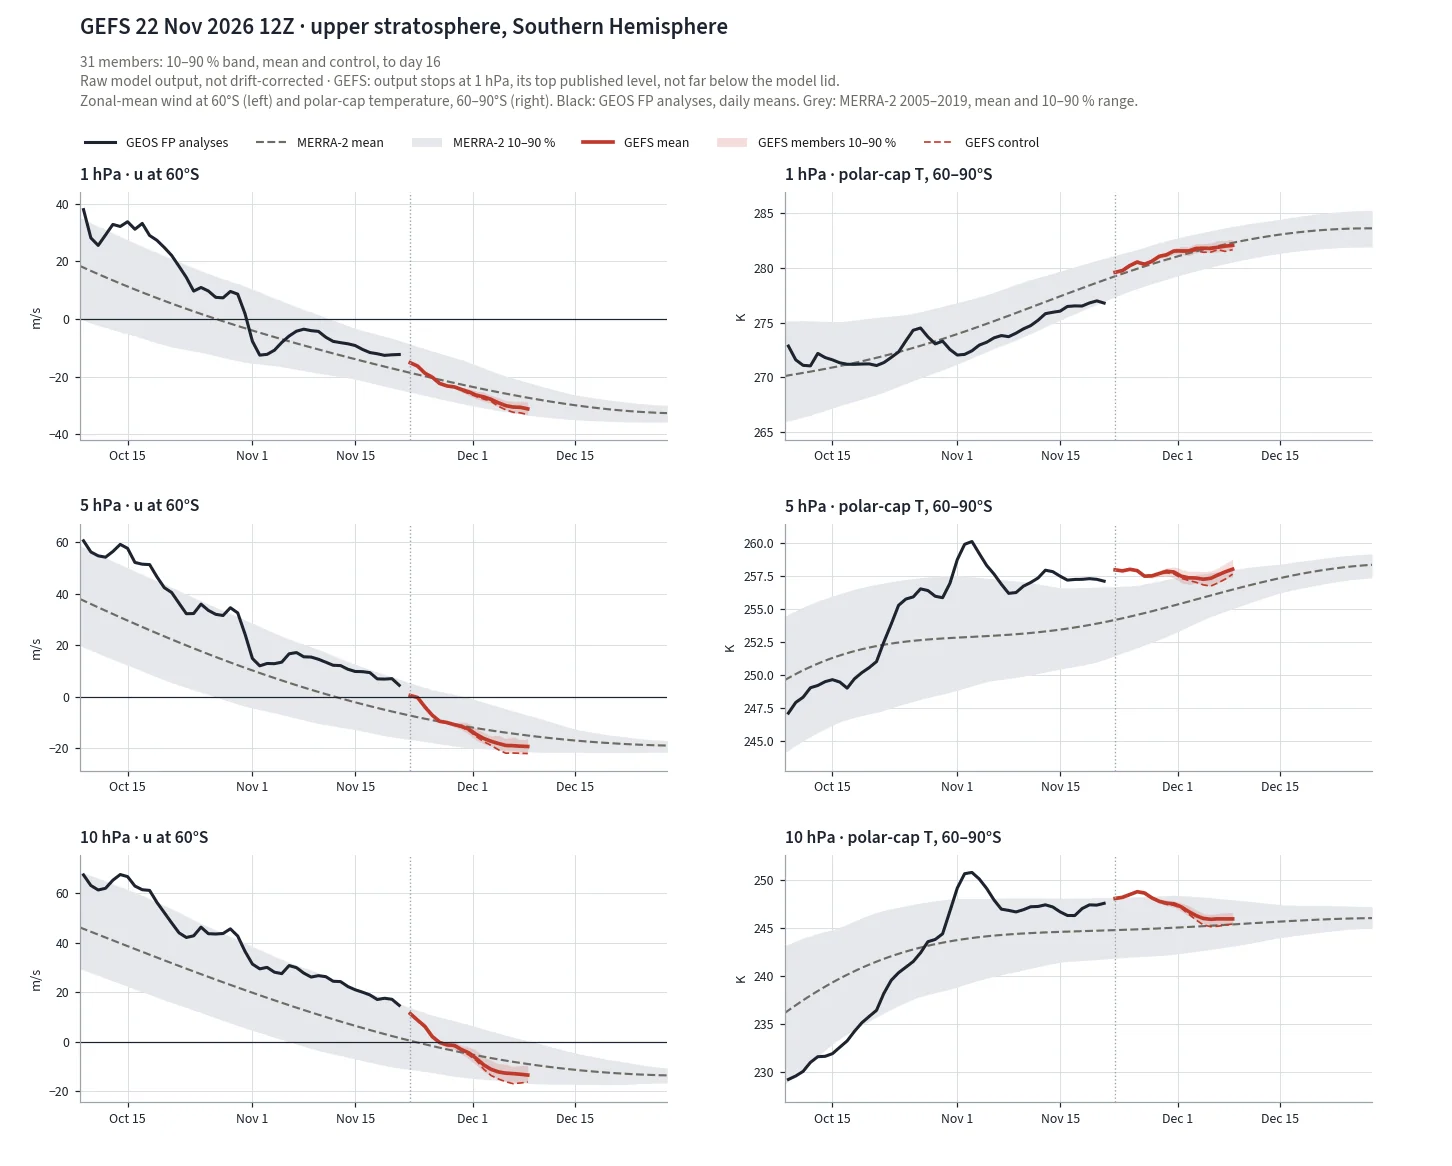 GEFS 22 Nov 2026 12Z · upper stratosphere, Southern Hemisphere
31 members: 10–90 % band, mean and control, to day 16
Raw model output, not drift-corrected · GEFS: output stops at 1 hPa, its top published level, not far below the model lid.
Zonal-mean wind at 60°S (left) and polar-cap temperature, 60–90°S (right). Black: GEOS FP analyses, daily means. Grey: MERRA-2 2005–2019, mean and 10–90 % range.
GEOS FP analyses MERRA-2 mean MERRA-2 10–90 % GEFS mean GEFS members 10–90 % GEFS control
1 hPa · u at 60°S
40
20
0
−20
−40
m/s
Oct 15 Nov 1 Nov 15 Dec 1 Dec 15
1 hPa · polar-cap T, 60–90°S
285
280
275
270
265
K
Oct 15 Nov 1 Nov 15 Dec 1 Dec 15
5 hPa · u at 60°S
60
40
20
0
−20
m/s
Oct 15 Nov 1 Nov 15 Dec 1 Dec 15
5 hPa · polar-cap T, 60–90°S
260.0
257.5
255.0
252.5
250.0
247.5
245.0
K
Oct 15 Nov 1 Nov 15 Dec 1 Dec 15
10 hPa · u at 60°S
60
40
20
0
−20
m/s
Oct 15 Nov 1 Nov 15 Dec 1 Dec 15
10 hPa · polar-cap T, 60–90°S
250
245
240
235
230
K
Oct 15 Nov 1 Nov 15 Dec 1 Dec 15